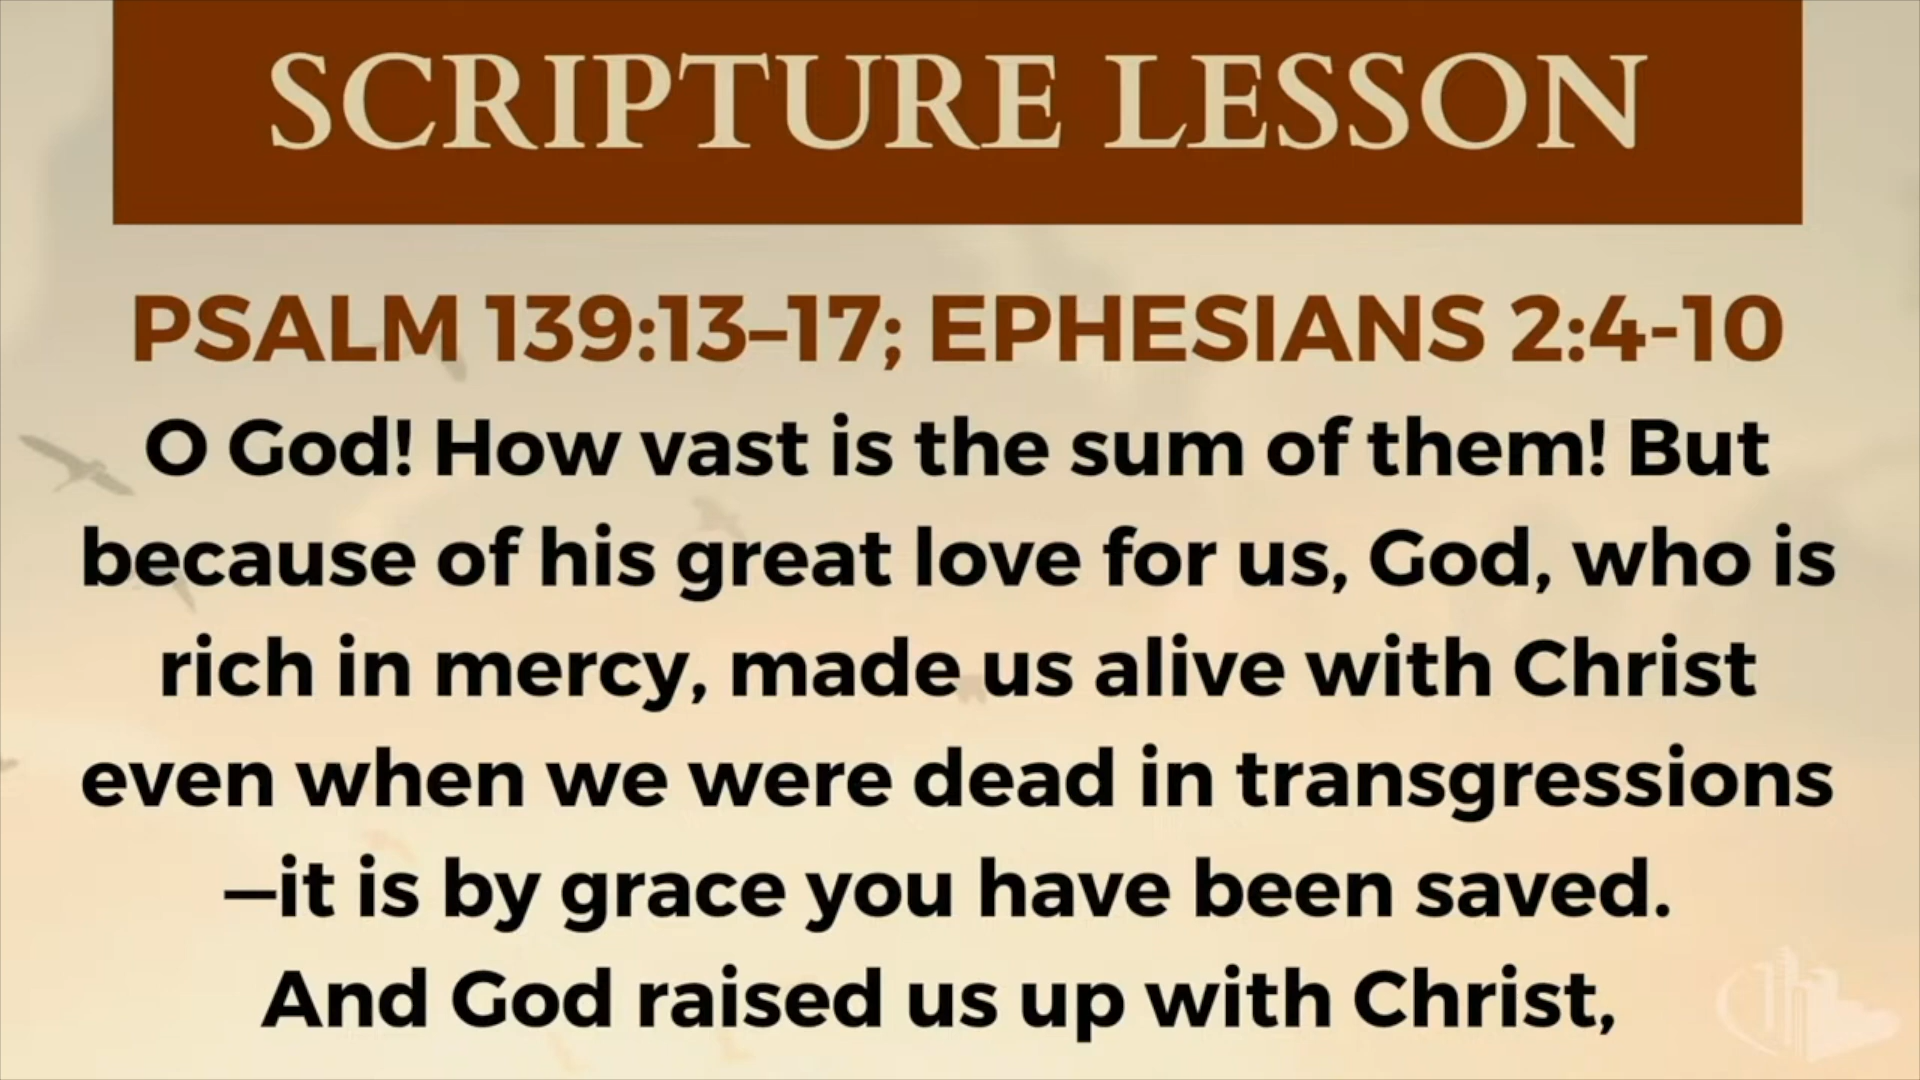 SCRIPTURE LESSON
PSALM 139:13–17; EPHESIANS 2:4-10
O God! How vast is the sum of them! But
because of his great love for us, God, who is
rich in mercy, made us alive with Christ
even when we were dead in transgressions
—it is by grace you have been saved.
And God raised us up with Christ,